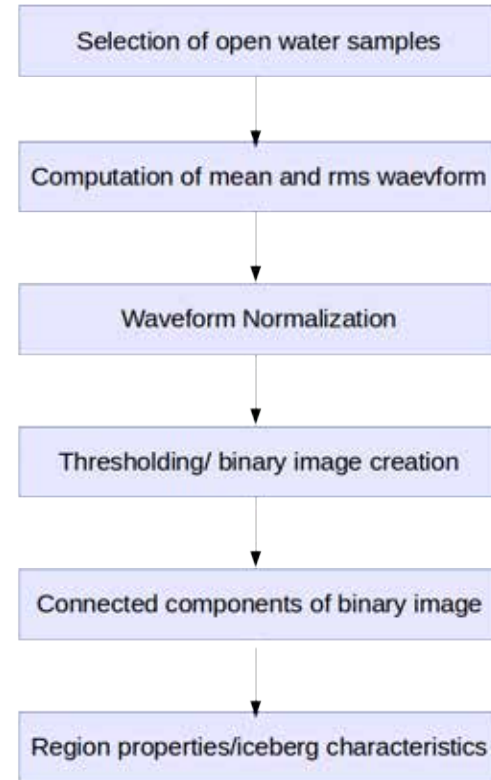 Selection of open water samples
Computation of mean and rms waevform
Waveform Normalization
Thresholding/ binary image creation
Connected components of binary image
Region properties/iceberg characteristics